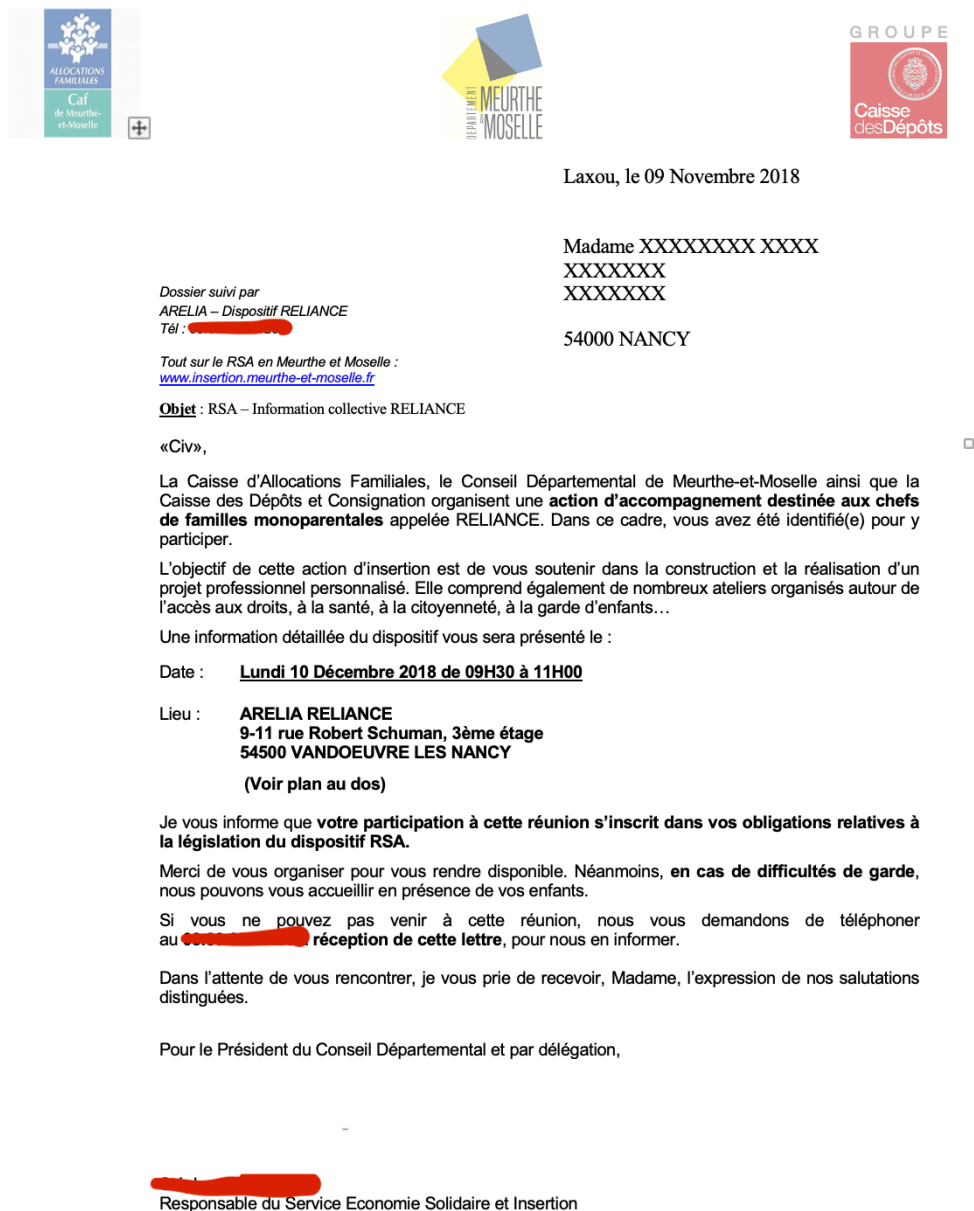 ALLOCATIONS
FAMILIALES
Caf
de Meurthe-
et-Moselle
DEPARTEMENT
MEURTHE
&MOSELLE
GROUPE
Caisse
desDépôts
Laxou, le 09 Novembre 2018
Madame XXXXXXXX XXXX
XXXXXXX
XXXXXXX
54000 NANCY
Dossier suivi par
ARELIA – Dispositif RELIANCE
Tél :
Tout sur le RSA en Meurthe et Moselle :
www.insertion.meurthe-et-moselle.fr
Objet : RSA – Information collective RELIANCE
«Civ»,
La Caisse d’Allocations Familiales, le Conseil Départemental de Meurthe-et-Moselle ainsi que la
Caisse des Dépôts et Consignation organisent une action d’accompagnement destinée aux chefs
de familles monoparentales appelée RELIANCE. Dans ce cadre, vous avez été identifié(e) pour y
participer.
L’objectif de cette action d’insertion est de vous soutenir dans la construction et la réalisation d’un
projet professionnel personnalisé. Elle comprend également de nombreux ateliers organisés autour de
l’accès aux droits, à la santé, à la citoyenneté, à la garde d’enfants…
Une information détaillée du dispositif vous sera présenté le :
Date : Lundi 10 Décembre 2018 de 09H30 à 11H00
Lieu : ARELIA RELIANCE
9-11 rue Robert Schuman, 3ème étage
54500 VANDOEUVRE LES NANCY
(Voir plan au dos)
Je vous informe que votre participation à cette réunion s’inscrit dans vos obligations relatives à
la législation du dispositif RSA.
Merci de vous organiser pour vous rendre disponible. Néanmoins, en cas de difficultés de garde,
nous pouvons vous accueillir en présence de vos enfants.
Si vous ne pouvez pas venir à cette réunion, nous vous demandons de téléphoner
au réception de cette lettre, pour nous en informer.
Dans l’attente de vous rencontrer, je vous prie de recevoir, Madame, l’expression de nos salutations
distinguées.
Pour le Président du Conseil Départemental et par délégation,
Responsable du Service Economie Solidaire et Insertion